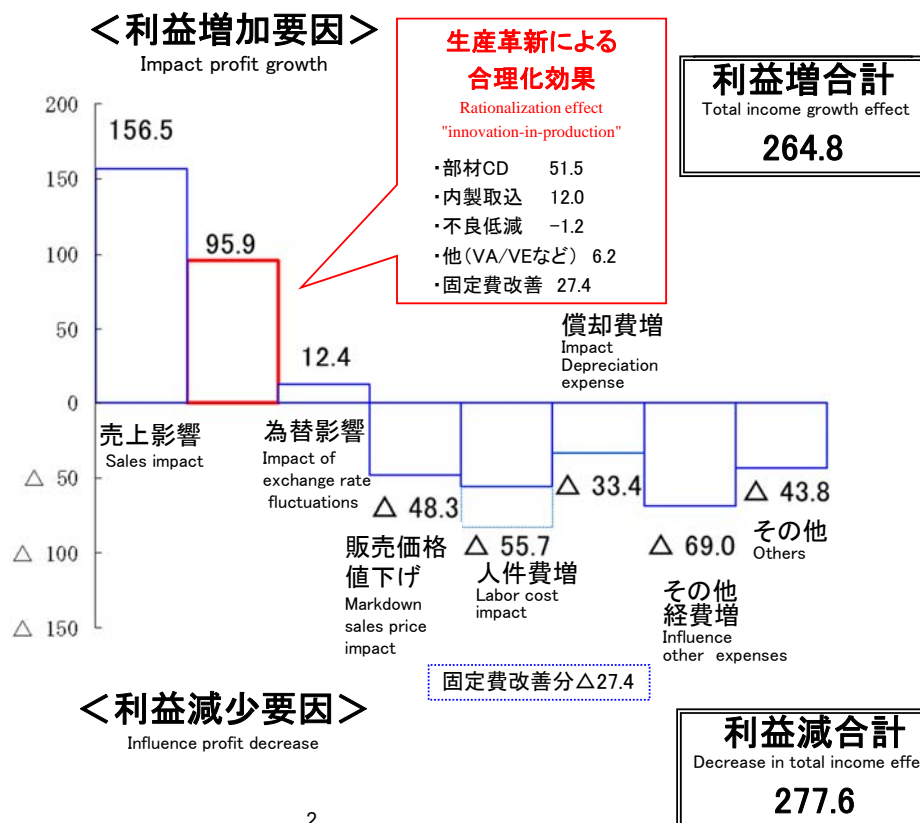 ＜利益増加要因＞
Impact profit growth
生産革新による
合理化効果
Rationalization effect
"innovation-in-production"
・部材CD 51.5
・内製取込 12.0
・不良低減 −1.2
・他（VA/VEなど） 6.2
・固定費改善 27.4
利益増合計
Total income growth effect
264.8
200
150
100
50
0
△ 50
△ 100
△ 150
156.5
95.9
12.4
売上影響
Sales impact
為替影響
Impact of
exchange rate
fluctuations
△ 48.3
販売価格
値下げ
Markdown
sales price
impact
△ 55.7
人件費増
Labor cost
impact
償却費増
Impact
Depreciation
expense
△ 33.4
△ 69.0
その他
経費増
Influence
other expenses
△ 43.8
その他
Others
固定費改善分△27.4
＜利益減少要因＞
Influence profit decrease
利益減合計
Decrease in total income effe
277.6
2